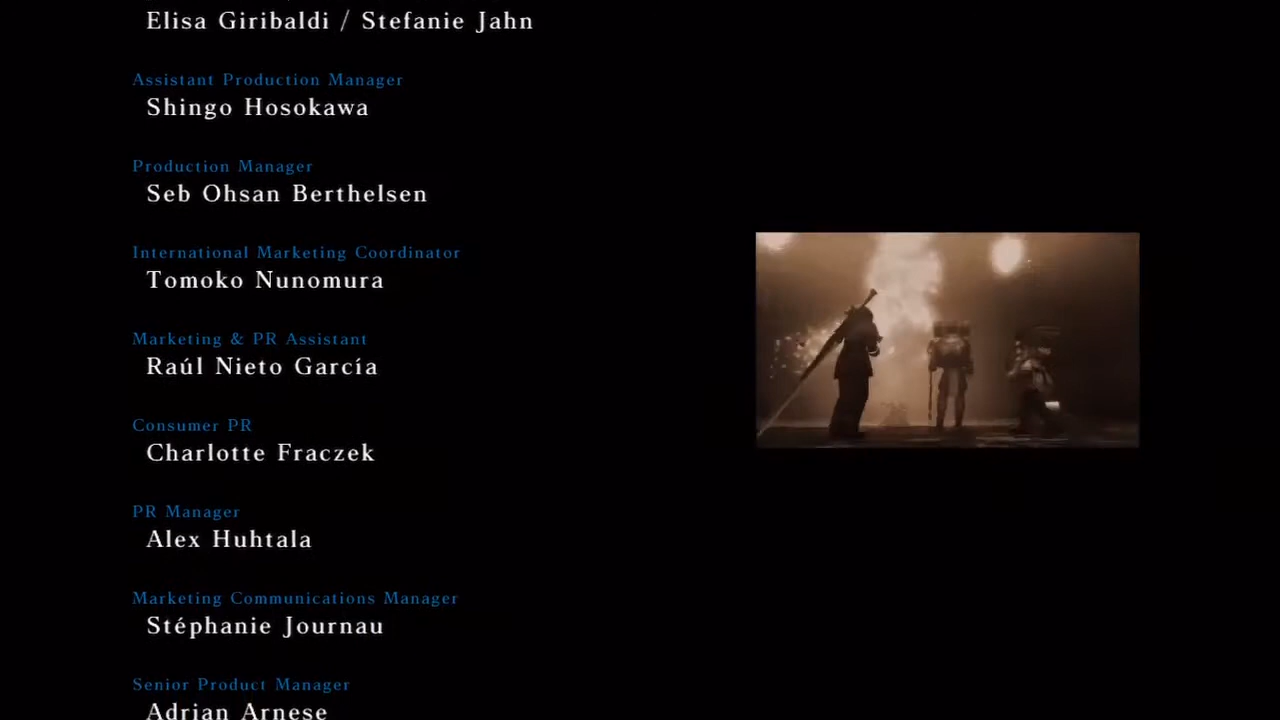 Elisa Giribaldi / Stefanie Jahn
Assistant Production Manager
Shingo Hosokawa
Production Manager
Seb Ohsan Berthelsen
International Marketing Coordinator
Tomoko Nunomura
Marketing & PR Assistant
Raúl Nieto García
Consumer PR
Charlotte Fraczek
PR Manager
Alex Huhtala
Marketing Communications Manager
Stéphanie Journau
Senior Product Manager
Adrian Arnese